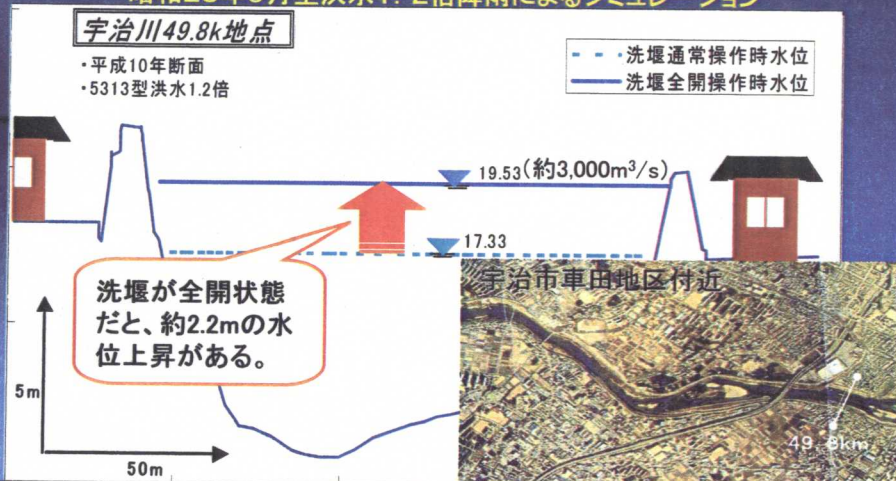 宇治川49.8k地点
・平成10年断面
・5313型洪水1.2倍
洗堰通常操作時水位
洗堰全開操作時水位
19.53(約3,000m³/s)
17.33
洗堰が全開状態
だと、約2.2mの水
位上昇がある。
宇治市車田地区付近
5m
50m
49.8km